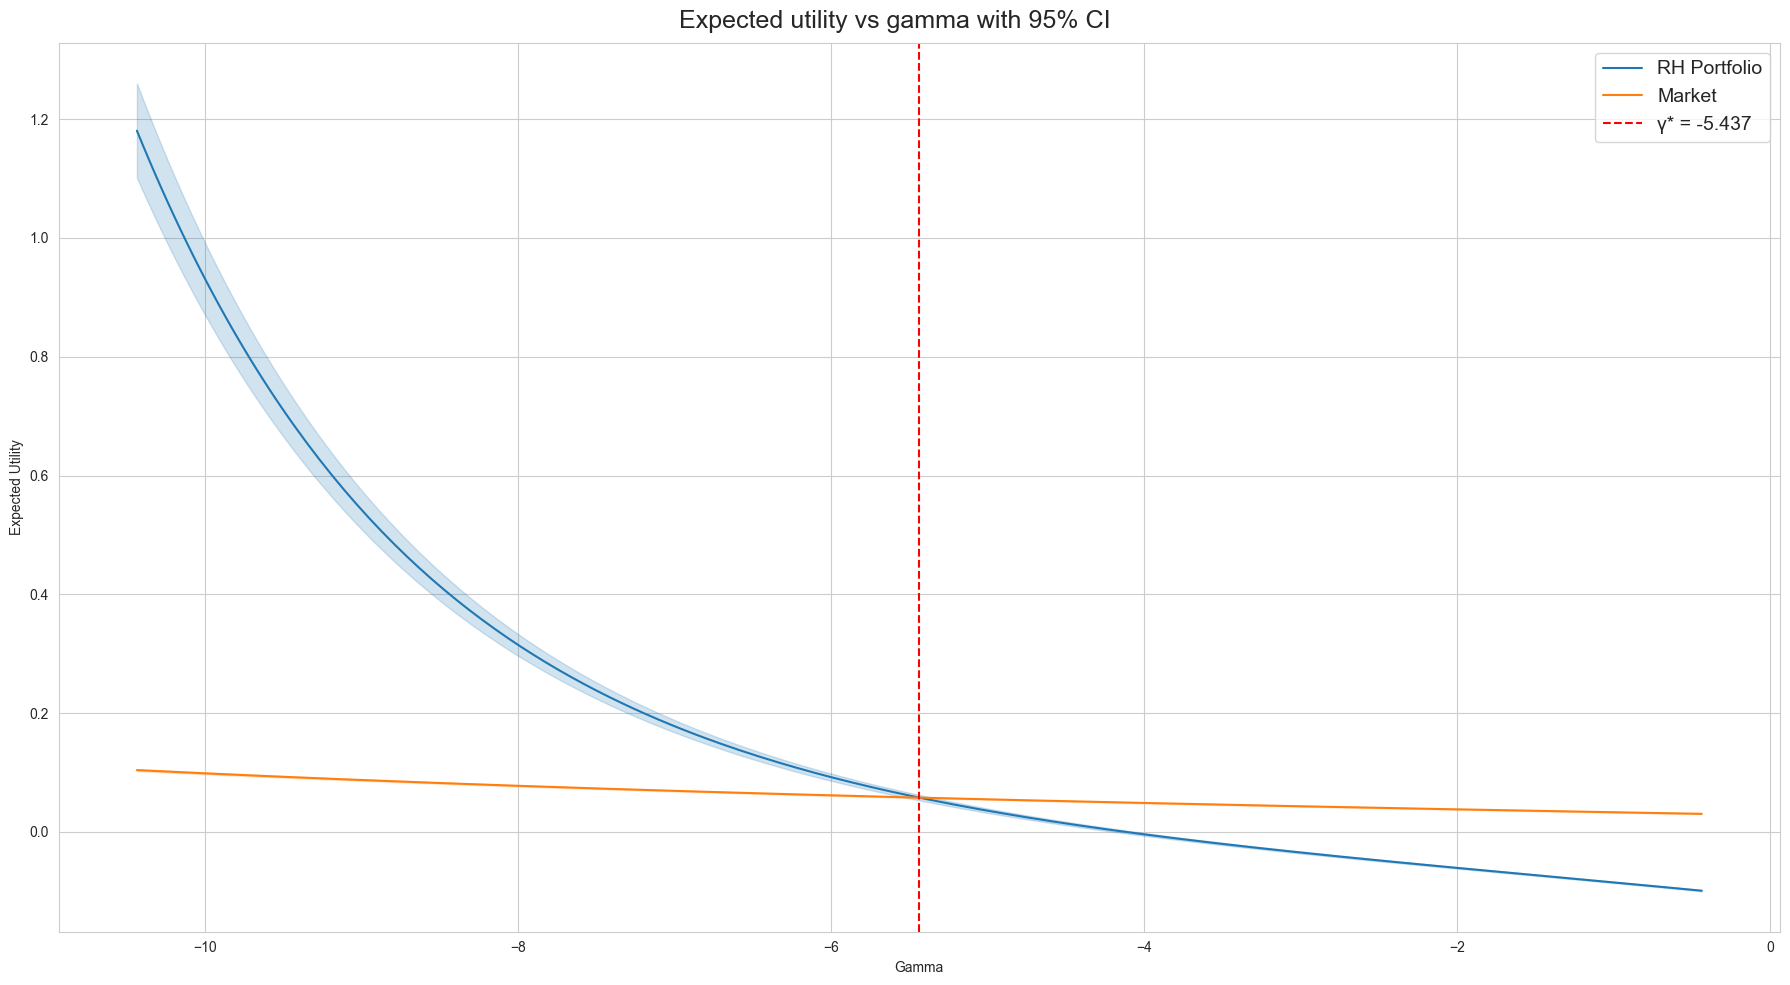 Expected utility vs gamma with 95% CI
RH Portfolio
Market
γ* = -5.437
1.2
1.0
0.8
0.6
0.4
0.2
0.0
Expected Utility
−10
−8
−6
−4
−2
0
Gamma